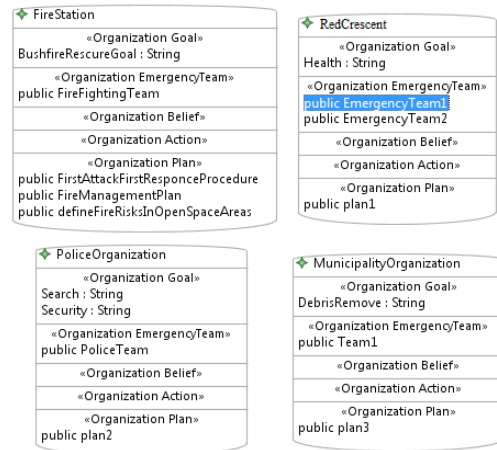 FireStation
«Organization Goal»
BushfireRescureGoal : String
«Organization EmergencyTeam»
public FireFightingTeam
«Organization Belief»
«Organization Action»
«Organization Plan»
public FirstAttackFirstResponceProcedure
public FireManagementPlan
public defineFireRisksInOpenSpaceAreas
RedCrescent
«Organization Goal»
Health : String
«Organization EmergencyTeam»
public EmergencyTeam1
public EmergencyTeam2
«Organization Belief»
«Organization Action»
«Organization Plan»
public plan1
PoliceOrganization
«Organization Goal»
Search : String
Security : String
«Organization EmergencyTeam»
public PoliceTeam
«Organization Belief»
«Organization Action»
«Organization Plan»
public plan2
MunicipalityOrganization
«Organization Goal»
DebrisRemove : String
«Organization EmergencyTeam»
public Team1
«Organization Belief»
«Organization Action»
«Organization Plan»
public plan3